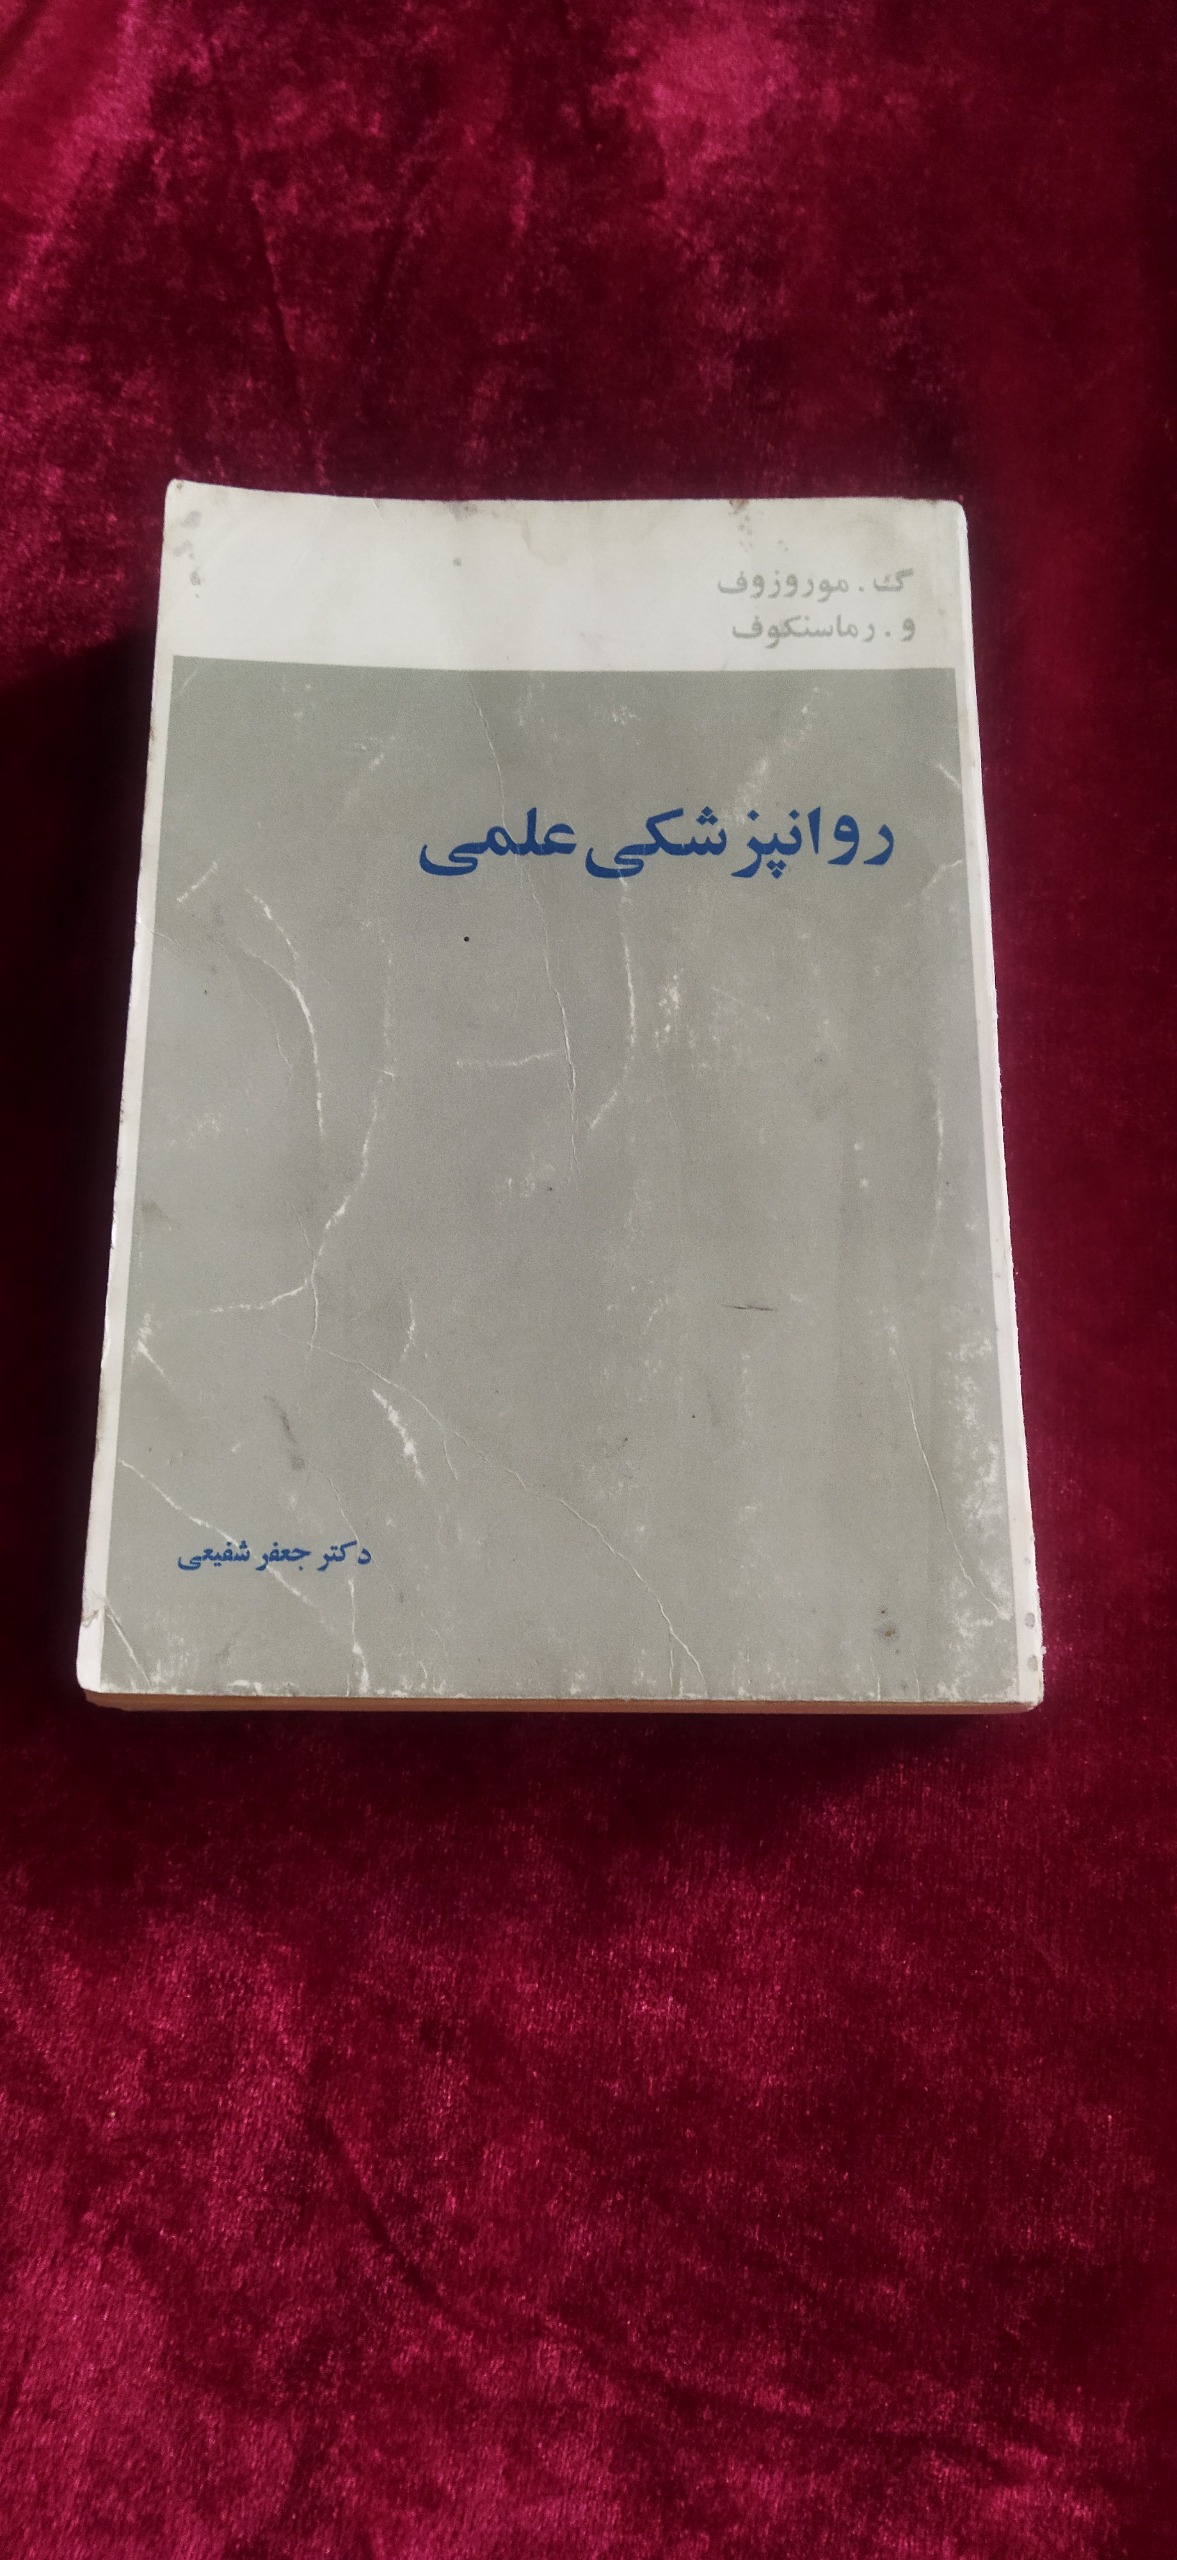 گ . موروزوف
و . رماسنکوف
روانپزشکی علمی
دکتر جعفر شفیعی